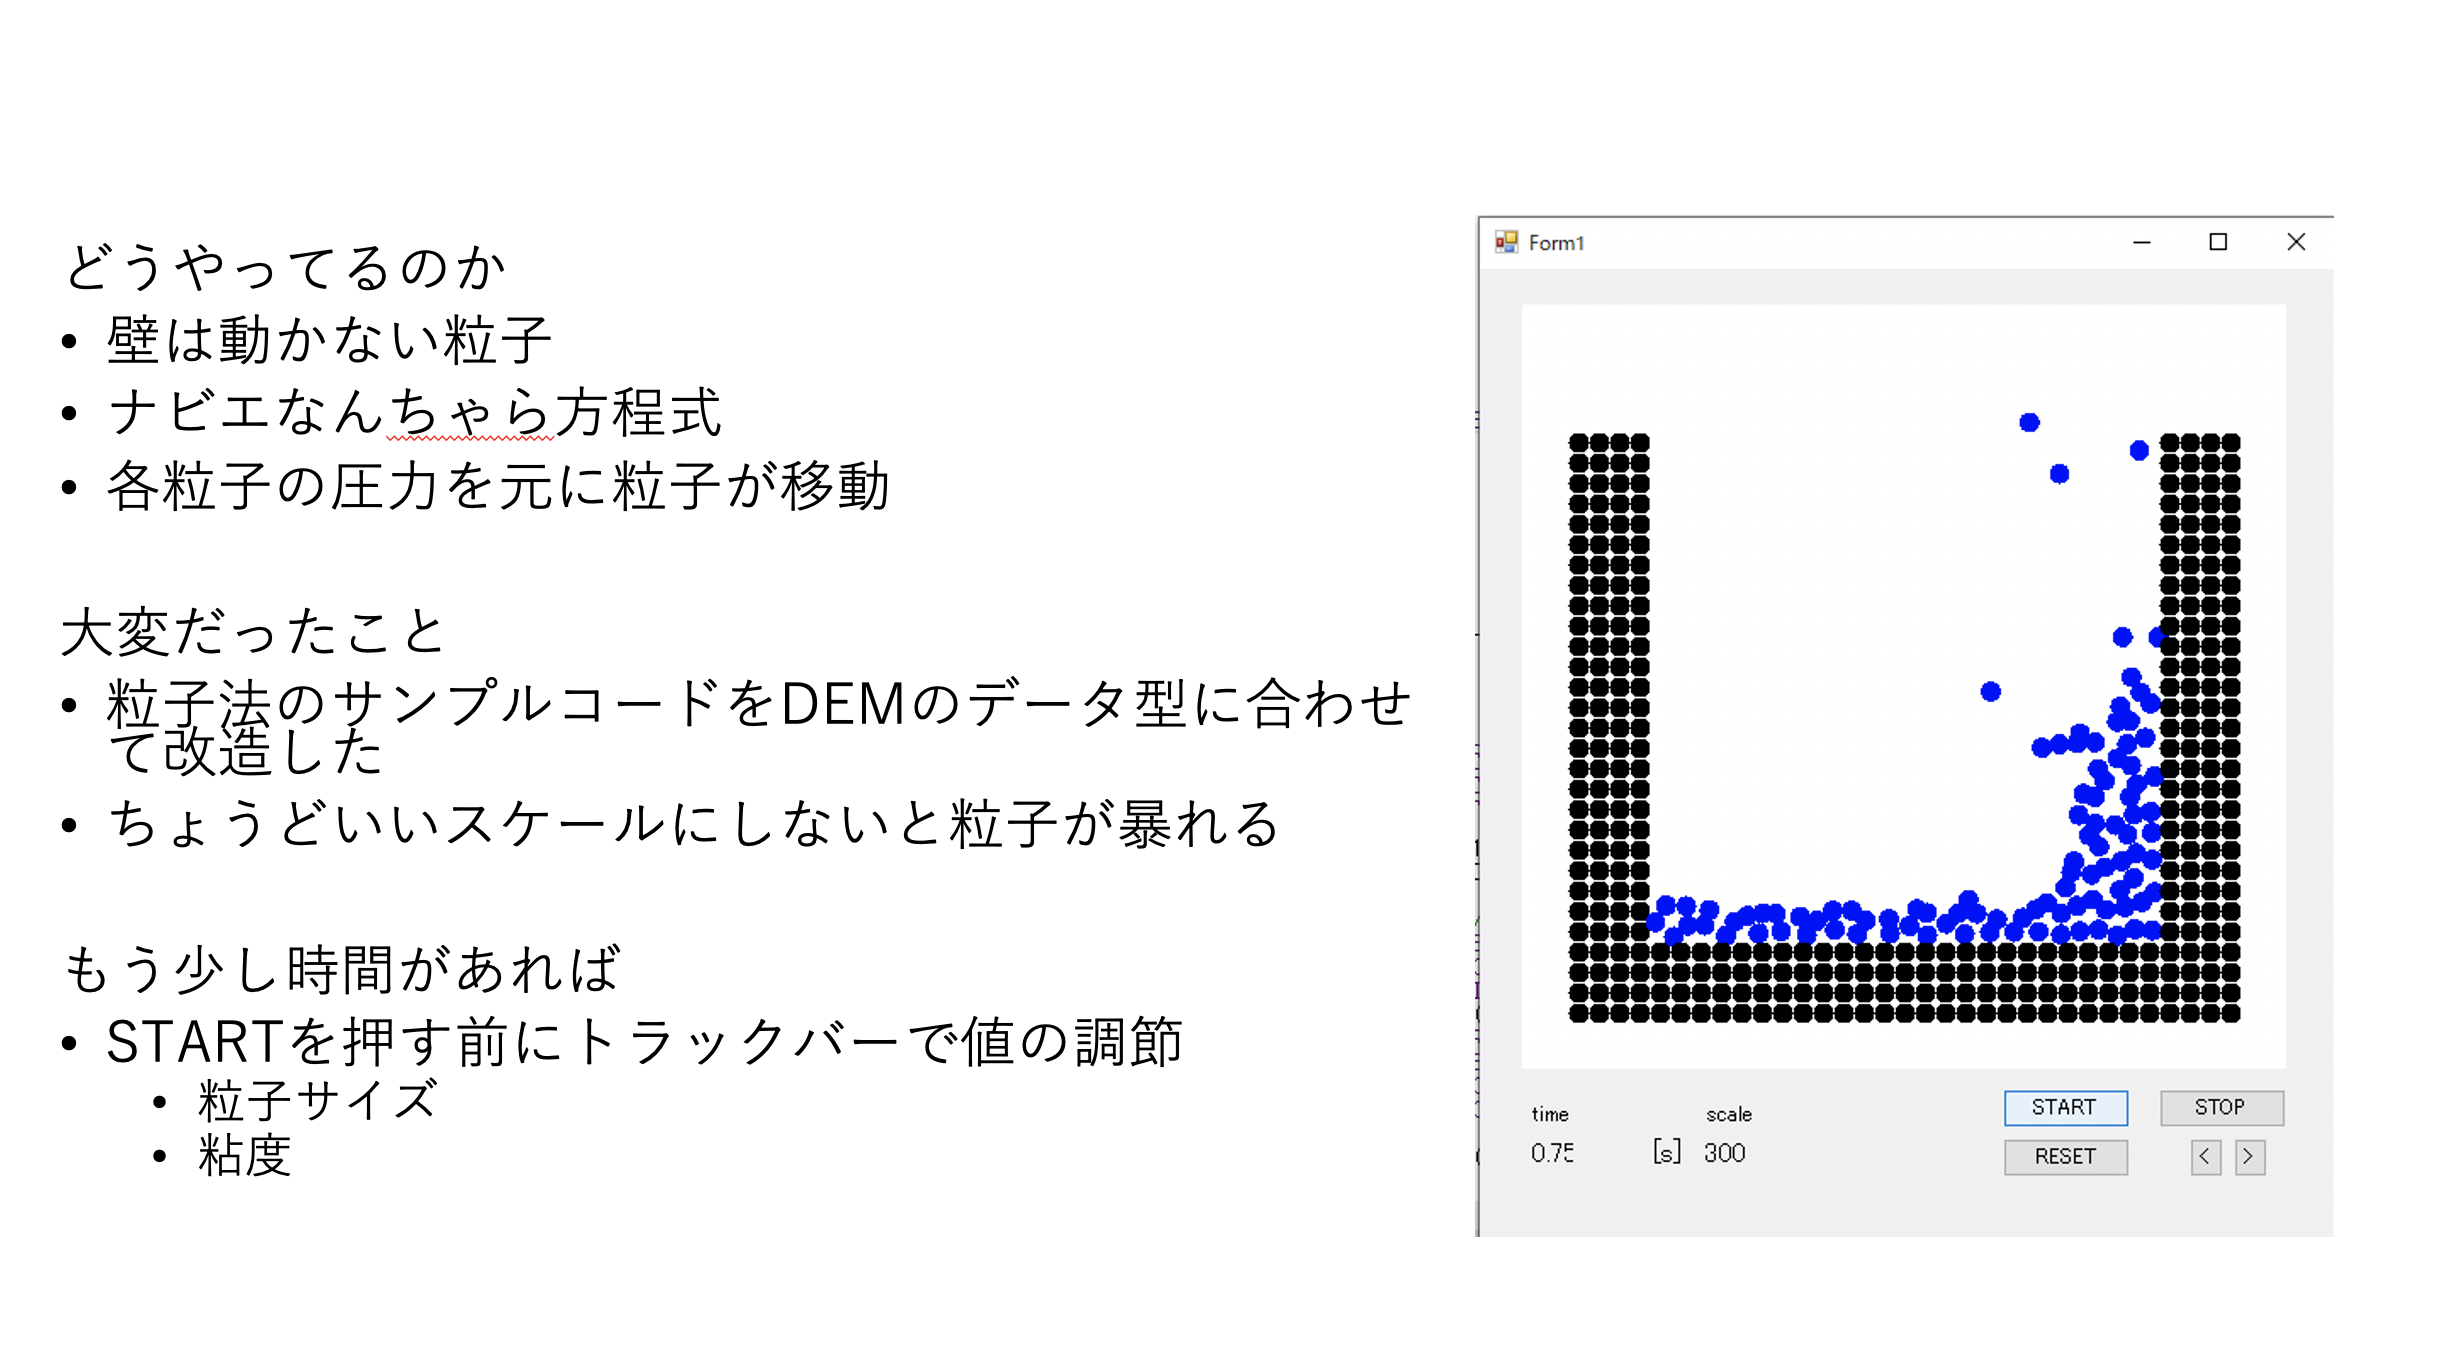 どうやってるのか
• 壁は動かない粒子
• ナビエなんちゃら方程式
• 各粒子の圧力を元に粒子が移動
大変だったこと
• 粒子法のサンプルコードをDEMのデータ型に合わせ
て改造した
• ちょうどいいスケールにしないと粒子が暴れる
もう少し時間があれば
• STARTを押す前にトラックバーで値の調節
• 粒子サイズ
• 粘度
Form1
time scale
0.75 [s] 300
START STOP
RESET < >